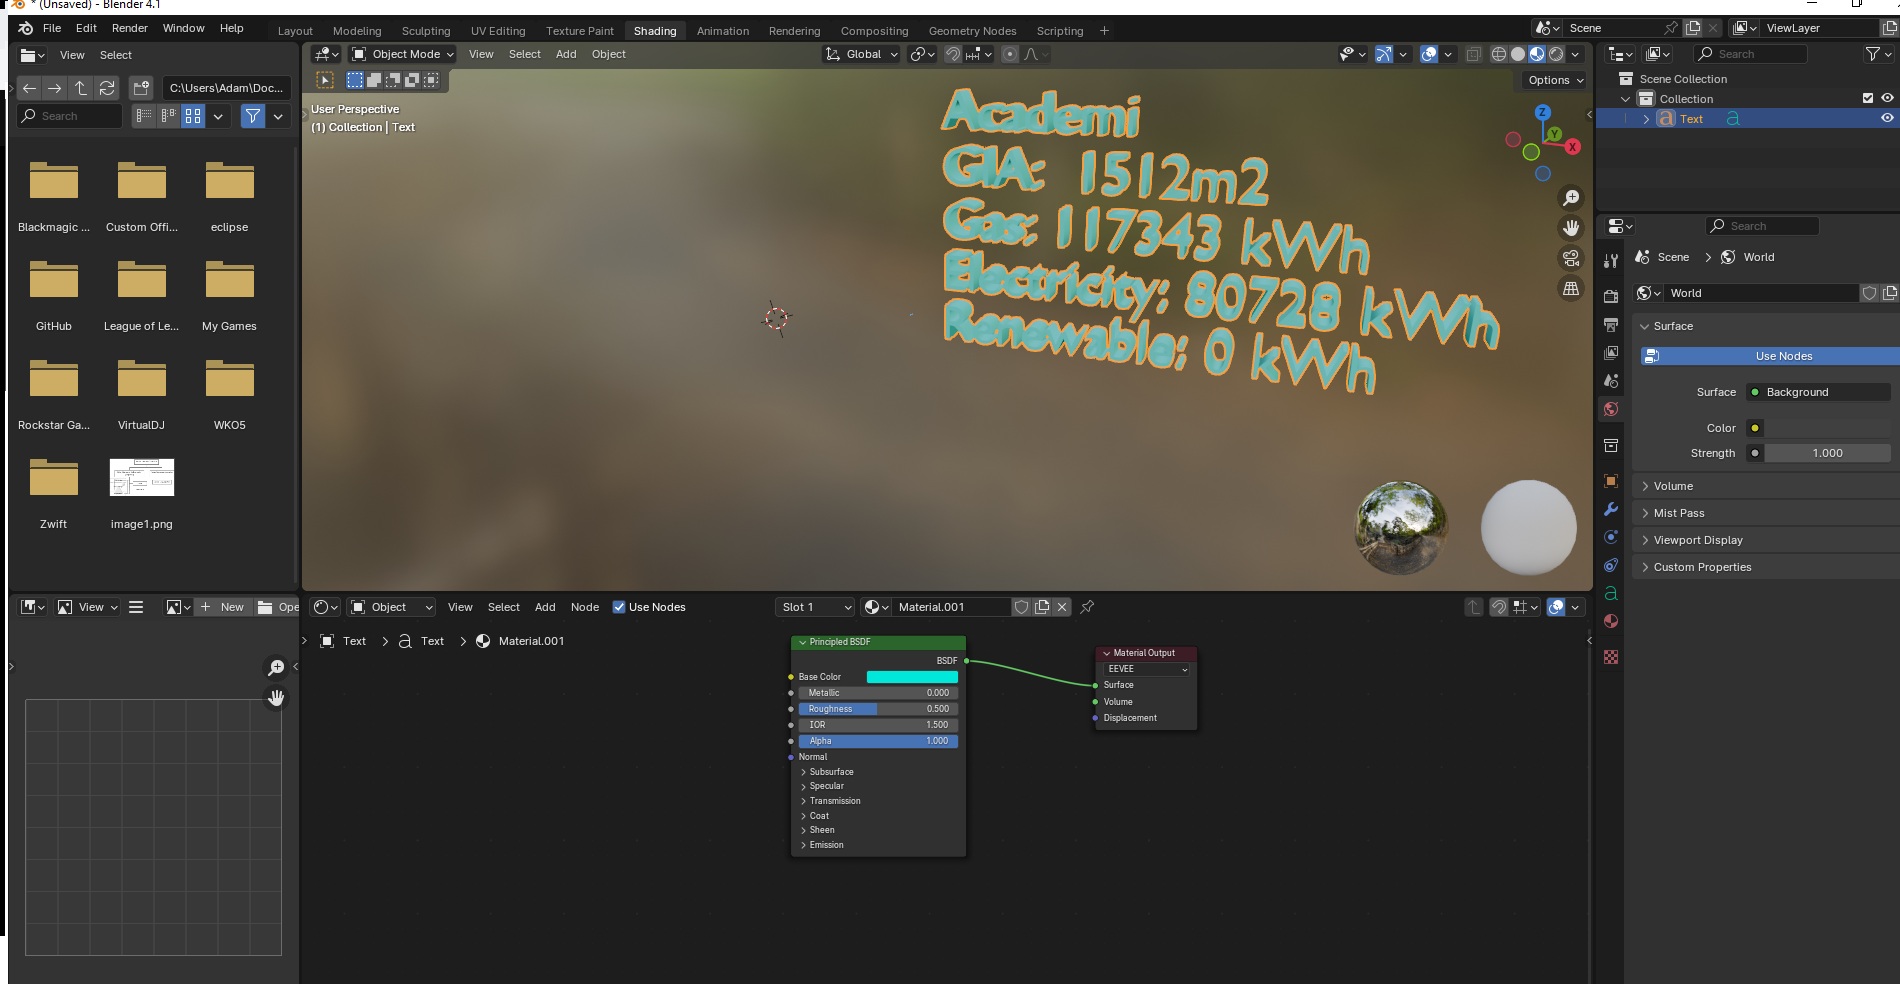 * (Unsaved) - Blender 4.1
File Edit Render Window Help
Layout Modeling Sculpting UV Editing Texture Paint Shading Animation Rendering Compositing Geometry Nodes Scripting +
Scene
ViewLayer
View Select
Object Mode View Select Add Object
Global
Search
C:\Users\Adam\Doc...
Search
Options
User Perspective
(1) Collection | Text
Academi
GIA: 1512m2
Gas: 117343 kWh
Electricity: 80728 kWh
Renewable: 0 kWh
Z
Y
X
Scene Collection
Collection
Text
Search
Scene > World
World
Surface
Use Nodes
Surface Background
Color
Strength 1.000
Volume
Mist Pass
Viewport Display
Custom Properties
Blackmagic ...
Custom Offi...
eclipse
GitHub
League of Le...
My Games
Rockstar Ga...
VirtualDJ
WKO5
Zwift
image1.png
View
New
Ope
Object View Select Add Node Use Nodes
Slot 1
Material.001
Text > Text > Material.001
Principled BSDF
BSDF
Base Color
Metallic 0.000
Roughness 0.500
IOR 1.500
Alpha 1.000
Normal
Subsurface
Specular
Transmission
Coat
Sheen
Emission
Material Output
EEVEE
Surface
Volume
Displacement